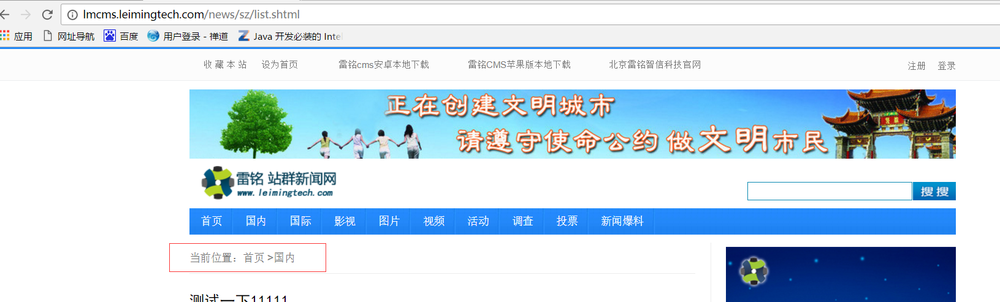 lmcms.leimingtech.com/news/sz/list.shtml
应用 网址导航 百度 用户登录 - 禅道 Java 开发必装的 Inte
收 藏 本 站 设为首页 雷铭cms安卓本地下载 雷铭CMS苹果版本地下载 北京雷铭智信科技官网 注册 登录
正在创建文明城市
请遵守使命公约 做文明市民
雷铭 站群新闻网
www.leimingtech.com
搜 搜
首页 国内 国际 影视 图片 视频 活动 调查 投票 新闻爆料
当前位置：首页 >国内
测试一下11111